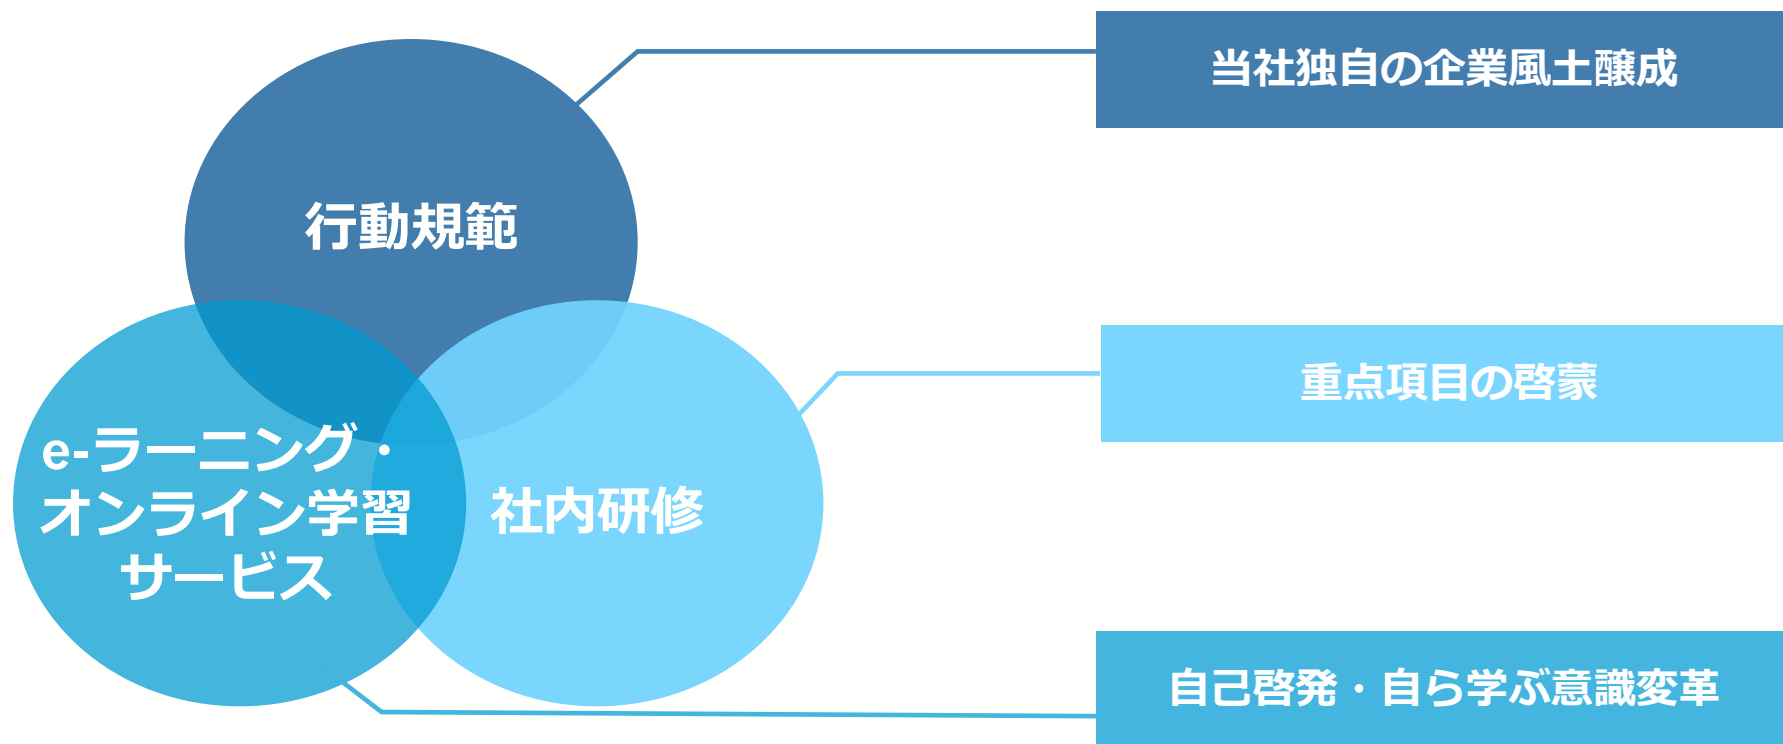 当社独自の企業風土醸成
行動規範
重点項目の啓蒙
e-ラーニング・
オンライン学習
サービス
社内研修
自己啓発・自ら学ぶ意識変革